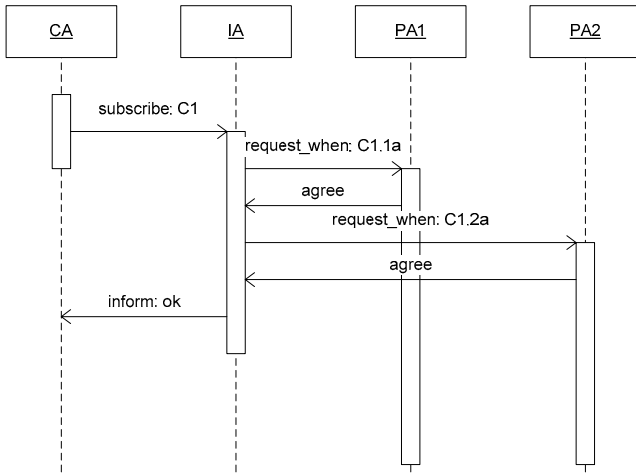 CA
IA
PA1
PA2
subscribe: C1
request_when: C1.1a
agree
request_when: C1.2a
agree
inform: ok